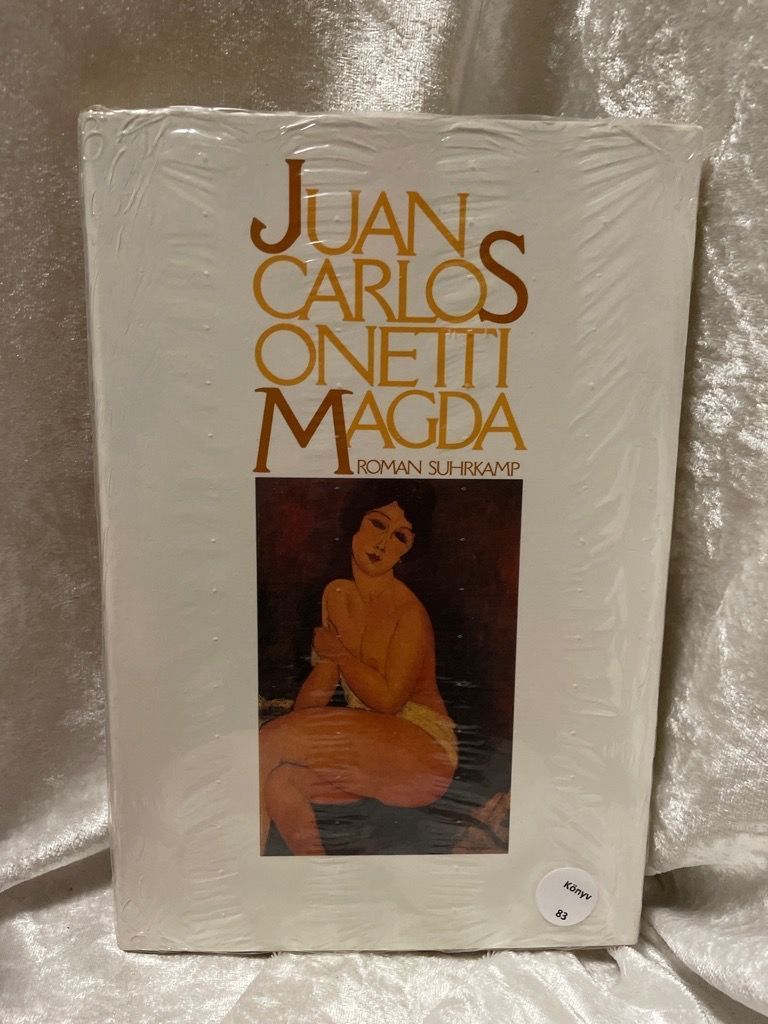 JUAN
CARLOS
ONETTI
MAGDA
ROMAN SUHRKAMP
Könyv
83